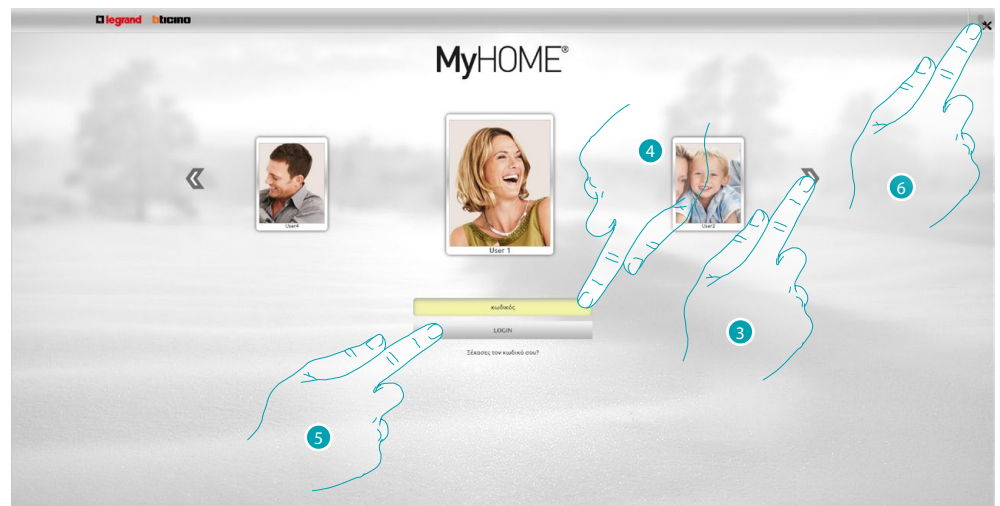 legrand bticino
MyHOME®
4
6
User4
User 1
User2
κωδικός
3
LOGIN
Ξέχασες τον κωδικό σου?
5